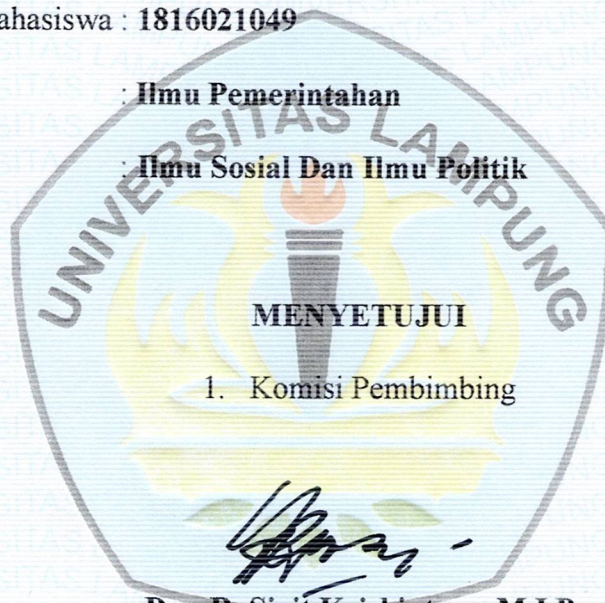 ahasiswa : 1816021049
: Ilmu Pemerintahan
: Ilmu Sosial Dan Ilmu Politik
UNIVERSITAS LAMPUNG
MENYETUJUI
1. Komisi Pembimbing